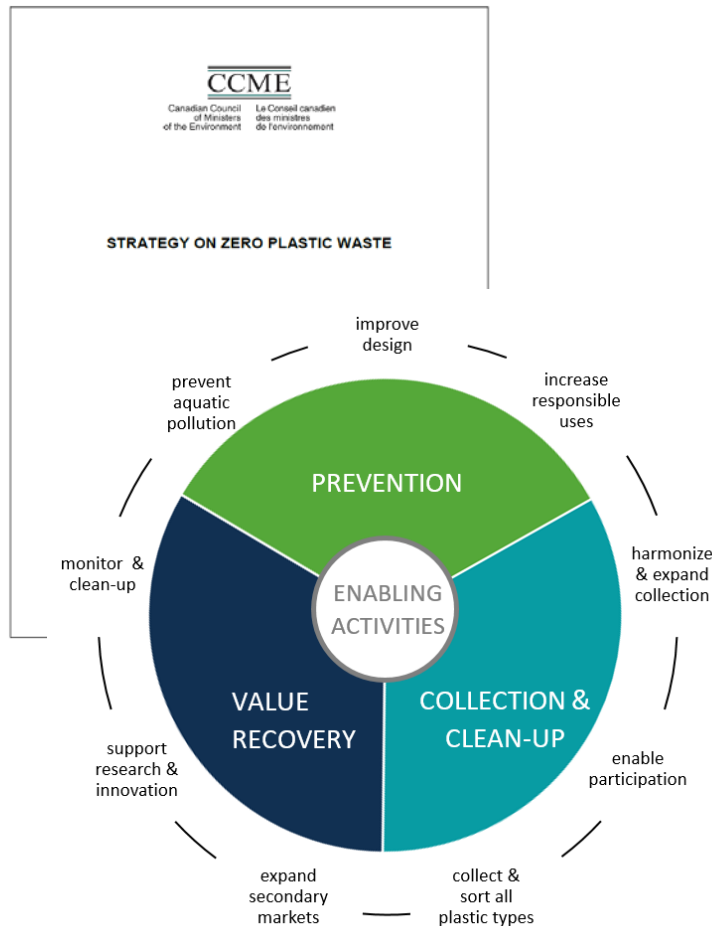 CCME
Canadian Council
of Ministers
of the Environment
Le Conseil canadien
des ministres
de l'environnement
STRATEGY ON ZERO PLASTIC WASTE
improve
design
increase
responsible
uses
harmonize
& expand
collection
enable
participation
collect &
sort all
plastic types
expand
secondary
markets
support
research &
innovation
monitor &
clean-up
prevent
aquatic
pollution
PREVENTION
ENABLING
ACTIVITIES
VALUE
RECOVERY
COLLECTION &
CLEAN-UP